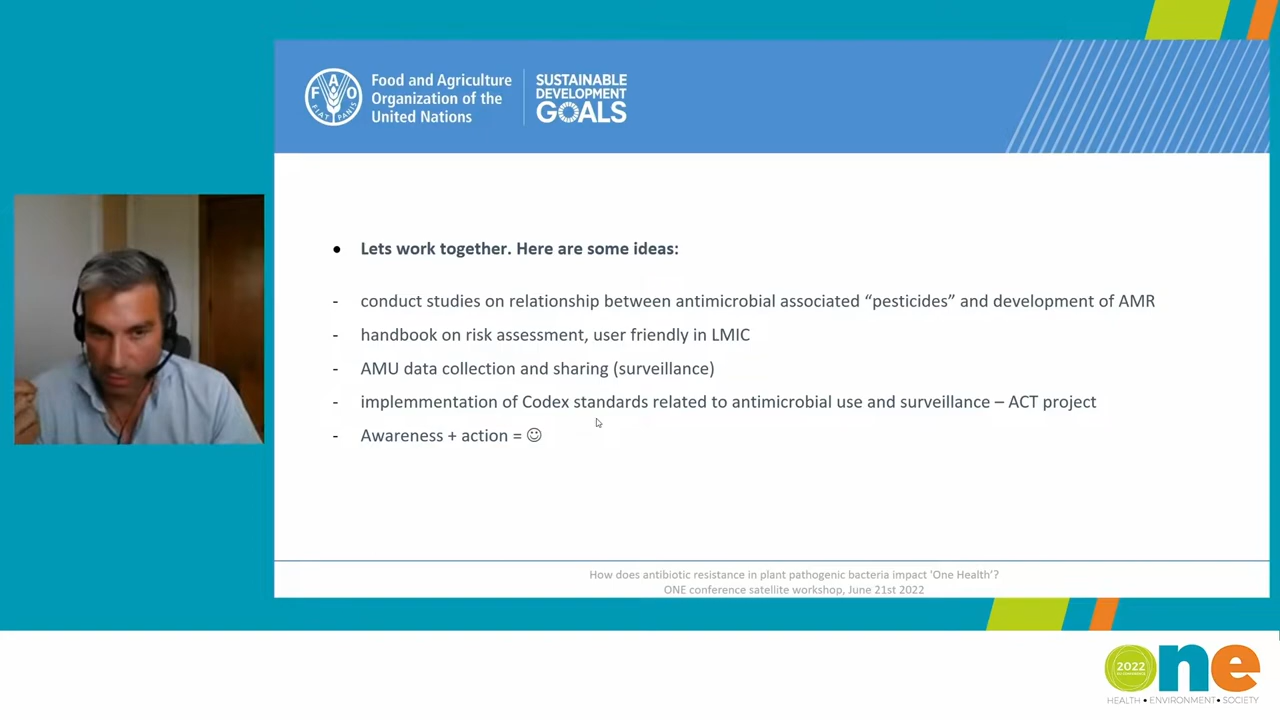 FAO
FIAT PANIS
Food and Agriculture
Organization of the
United Nations
SUSTAINABLE
DEVELOPMENT
GOALS
● Lets work together. Here are some ideas:
- conduct studies on relationship between antimicrobial associated “pesticides” and development of AMR
- handbook on risk assessment, user friendly in LMIC
- AMU data collection and sharing (surveillance)
- implemmentation of Codex standards related to antimicrobial use and surveillance – ACT project
- Awareness + action = ☺
How does antibiotic resistance in plant pathogenic bacteria impact 'One Health'?
ONE conference satellite workshop, June 21st 2022
2022
one
HEALTH • ENVIRONMENT • SOCIETY